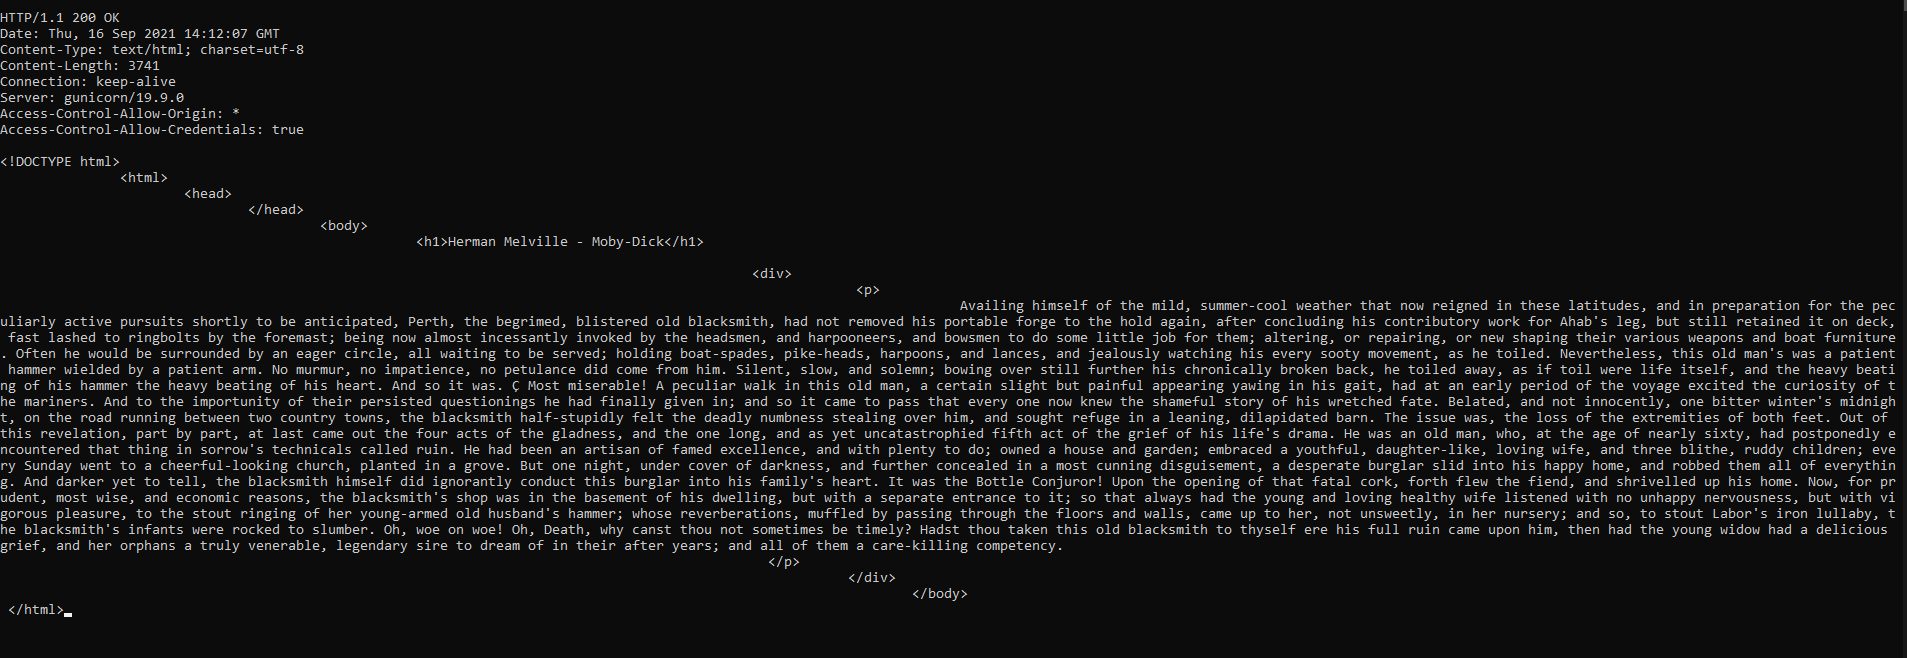 HTTP/1.1 200 OK
Date: Thu, 16 Sep 2021 14:12:07 GMT
Content-Type: text/html; charset=utf-8
Content-Length: 3741
Connection: keep-alive
Server: gunicorn/19.9.0
Access-Control-Allow-Origin: *
Access-Control-Allow-Credentials: true
<!DOCTYPE html>
<html>
<head>
</head>
<body>
<h1>Herman Melville - Moby-Dick</h1>
<div>
<p>
Availing himself of the mild, summer-cool weather that now reigned in these latitudes, and in preparation for the pec
uliarly active pursuits shortly to be anticipated, Perth, the begrimed, blistered old blacksmith, had not removed his portable forge to the hold again, after concluding his contributory work for Ahab's leg, but still retained it on deck,
fast lashed to ringbolts by the foremast; being now almost incessantly invoked by the headsmen, and harpooneers, and bowsmen to do some little job for them; altering, or repairing, or new shaping their various weapons and boat furniture
. Often he would be surrounded by an eager circle, all waiting to be served; holding boat-spades, pike-heads, harpoons, and lances, and jealously watching his every sooty movement, as he toiled. Nevertheless, this old man's was a patient
hammer wielded by a patient arm. No murmur, no impatience, no petulance did come from him. Silent, slow, and solemn; bowing over still further his chronically broken back, he toiled away, as if toil were life itself, and the heavy beati
ng of his hammer the heavy beating of his heart. And so it was. Ç Most miserable! A peculiar walk in this old man, a certain slight but painful appearing yawing in his gait, had at an early period of the voyage excited the curiosity of t
he mariners. And to the importunity of their persisted questionings he had finally given in; and so it came to pass that every one now knew the shameful story of his wretched fate. Belated, and not innocently, one bitter winter's midnigh
t, on the road running between two country towns, the blacksmith half-stupidly felt the deadly numbness stealing over him, and sought refuge in a leaning, dilapidated barn. The issue was, the loss of the extremities of both feet. Out of
this revelation, part by part, at last came out the four acts of the gladness, and the one long, and as yet uncatastrophied fifth act of the grief of his life's drama. He was an old man, who, at the age of nearly sixty, had postponedly e
ncountered that thing in sorrow's technicals called ruin. He had been an artisan of famed excellence, and with plenty to do; owned a house and garden; embraced a youthful, daughter-like, loving wife, and three blithe, ruddy children; eve
ry Sunday went to a cheerful-looking church, planted in a grove. But one night, under cover of darkness, and further concealed in a most cunning disguisement, a desperate burglar slid into his happy home, and robbed them all of everythin
g. And darker yet to tell, the blacksmith himself did ignorantly conduct this burglar into his family's heart. It was the Bottle Conjuror! Upon the opening of that fatal cork, forth flew the fiend, and shrivelled up his home. Now, for pr
udent, most wise, and economic reasons, the blacksmith's shop was in the basement of his dwelling, but with a separate entrance to it; so that always had the young and loving healthy wife listened with no unhappy nervousness, but with vi
gorous pleasure, to the stout ringing of her young-armed old husband's hammer; whose reverberations, muffled by passing through the floors and walls, came up to her, not unsweetly, in her nursery; and so, to stout Labor's iron lullaby, t
he blacksmith's infants were rocked to slumber. Oh, woe on woe! Oh, Death, why canst thou not sometimes be timely? Hadst thou taken this old blacksmith to thyself ere his full ruin came upon him, then had the young widow had a delicious
grief, and her orphans a truly venerable, legendary sire to dream of in their after years; and all of them a care-killing competency.
</p>
</div>
</body>
</html>